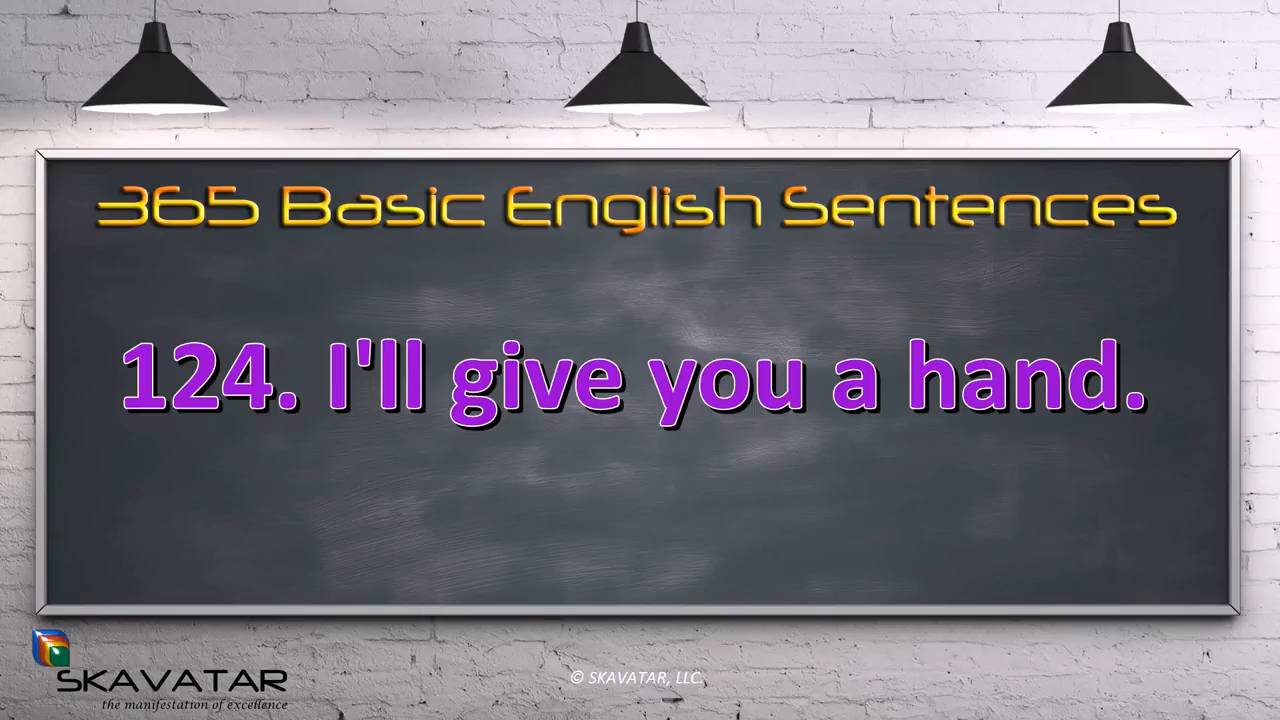 365 Basic English Sentences
124. I'll give you a hand.
SKAVATAR
the manifestation of excellence
© SKAVATAR, LLC.